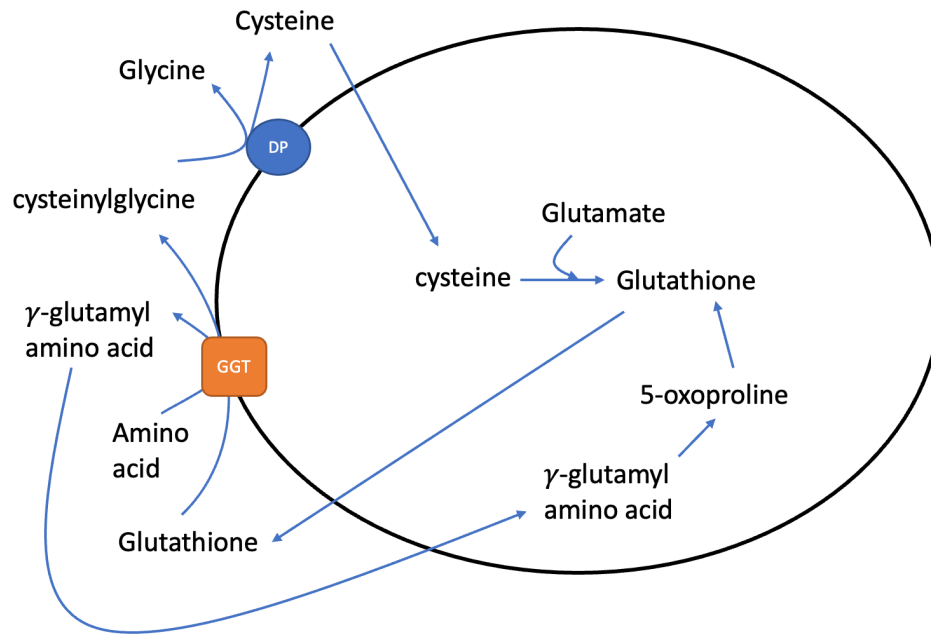 Cysteine
Glycine
DP
cysteinylglycine
Glutamate
cysteine
Glutathione
γ-glutamyl
amino acid
GGT
5-oxoproline
Amino
acid
γ-glutamyl
amino acid
Glutathione